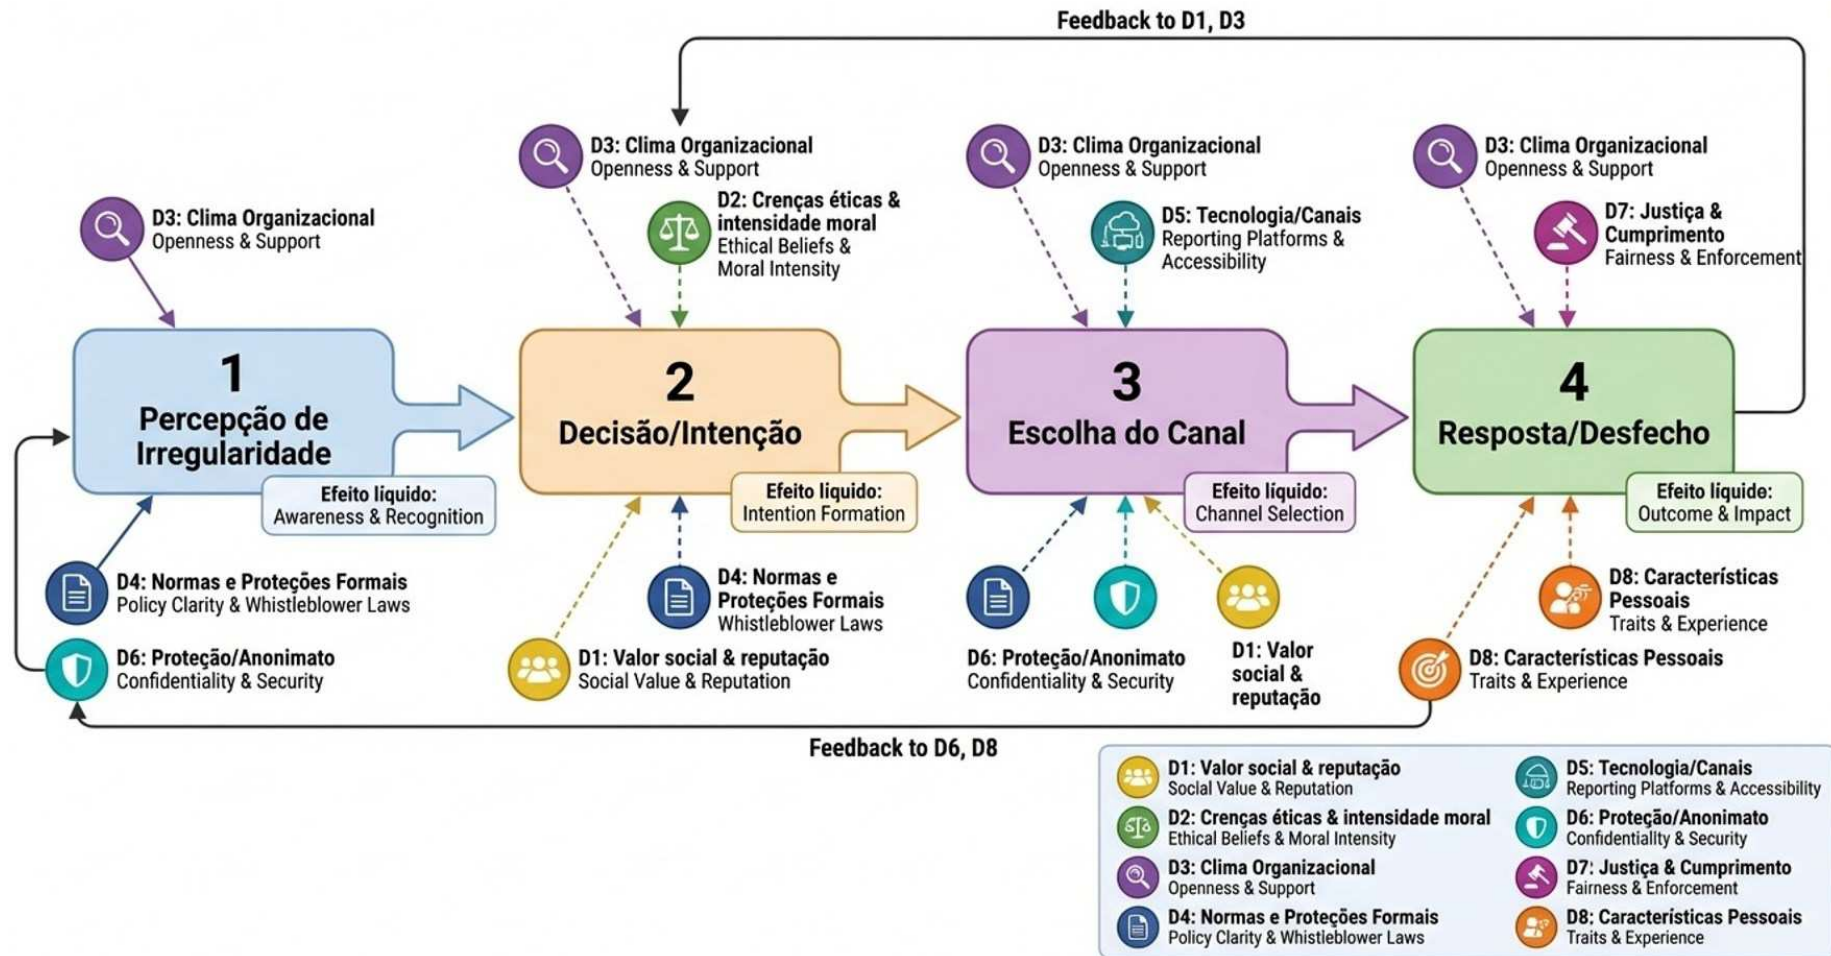 Feedback to D1, D3
D3: Clima Organizacional
Openness & Support
D3: Clima Organizacional
Openness & Support
D2: Crenças éticas &
intensidade moral
Ethical Beliefs &
Moral Intensity
D3: Clima Organizacional
Openness & Support
D5: Tecnologia/Canais
Reporting Platforms &
Accessibility
D3: Clima Organizacional
Openness & Support
D7: Justiça &
Cumprimento
Fairness & Enforcement
1
Percepção de
Irregularidade
Efeito líquido:
Awareness & Recognition
2
Decisão/Intenção
Efeito líquido:
Intention Formation
3
Escolha do Canal
Efeito líquido:
Channel Selection
4
Resposta/Desfecho
Efeito líquide:
Outcome & Impact
D4: Normas e Proteções Formais
Policy Clarity & Whistleblower Laws
D6: Proteção/Anonimato
Confidentiality & Security
D4: Normas e
Proteções Formais
Whistleblower Laws
D1: Valor social & reputação
Social Value & Reputation
D6: Proteção/Anonimato
Confidentiality & Security
D1: Valor
social &
reputação
D8: Característícas
Pessoais
Traits & Experience
D8: Características Pessoais
Traits & Experience
Feedback to D6, D8
D1: Valor social & reputação
Social Value & Reputation
D2: Crenças éticas & intensidade moral
Ethical Beliefs & Moral Intensity
D3: Clima Organizacional
Openness & Support
D4: Normas e Proteções Formais
Policy Clarity & Whistleblower Laws
D5: Tecnologia/Canais
Reporting Platforms & Accessibility
D6: Proteção/Anonimato
Confidentiality & Security
D7: Justiça & Cumprimento
Fairness & Enforcement
D8: Características Pessoais
Traits & Experience